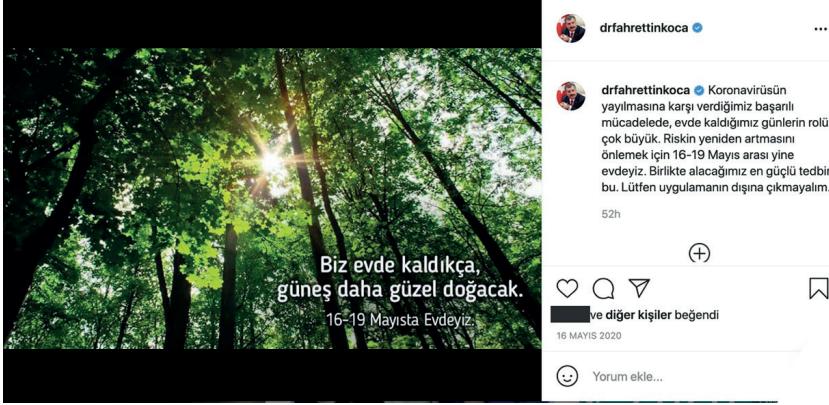 Biz evde kaldıkça,
güneş daha güzel doğacak.
16-19 Mayısta Evdeyiz.
drfahrettinkoca
drfahrettinkoca Koronavirüsün
yayılmasına karşı verdiğimiz başarılı
mücadelede, evde kaldığımız günlerin rolü
çok büyük. Riskin yeniden artmasını
önlemek için 16-19 Mayıs arası yine
evdeyiz. Birlikte alacağımız en güçlü tedbir
bu. Lütfen uygulamanın dışına çıkmayalım.
52h
ve diğer kişiler beğendi
16 MAYIS 2020
Yorum ekle...